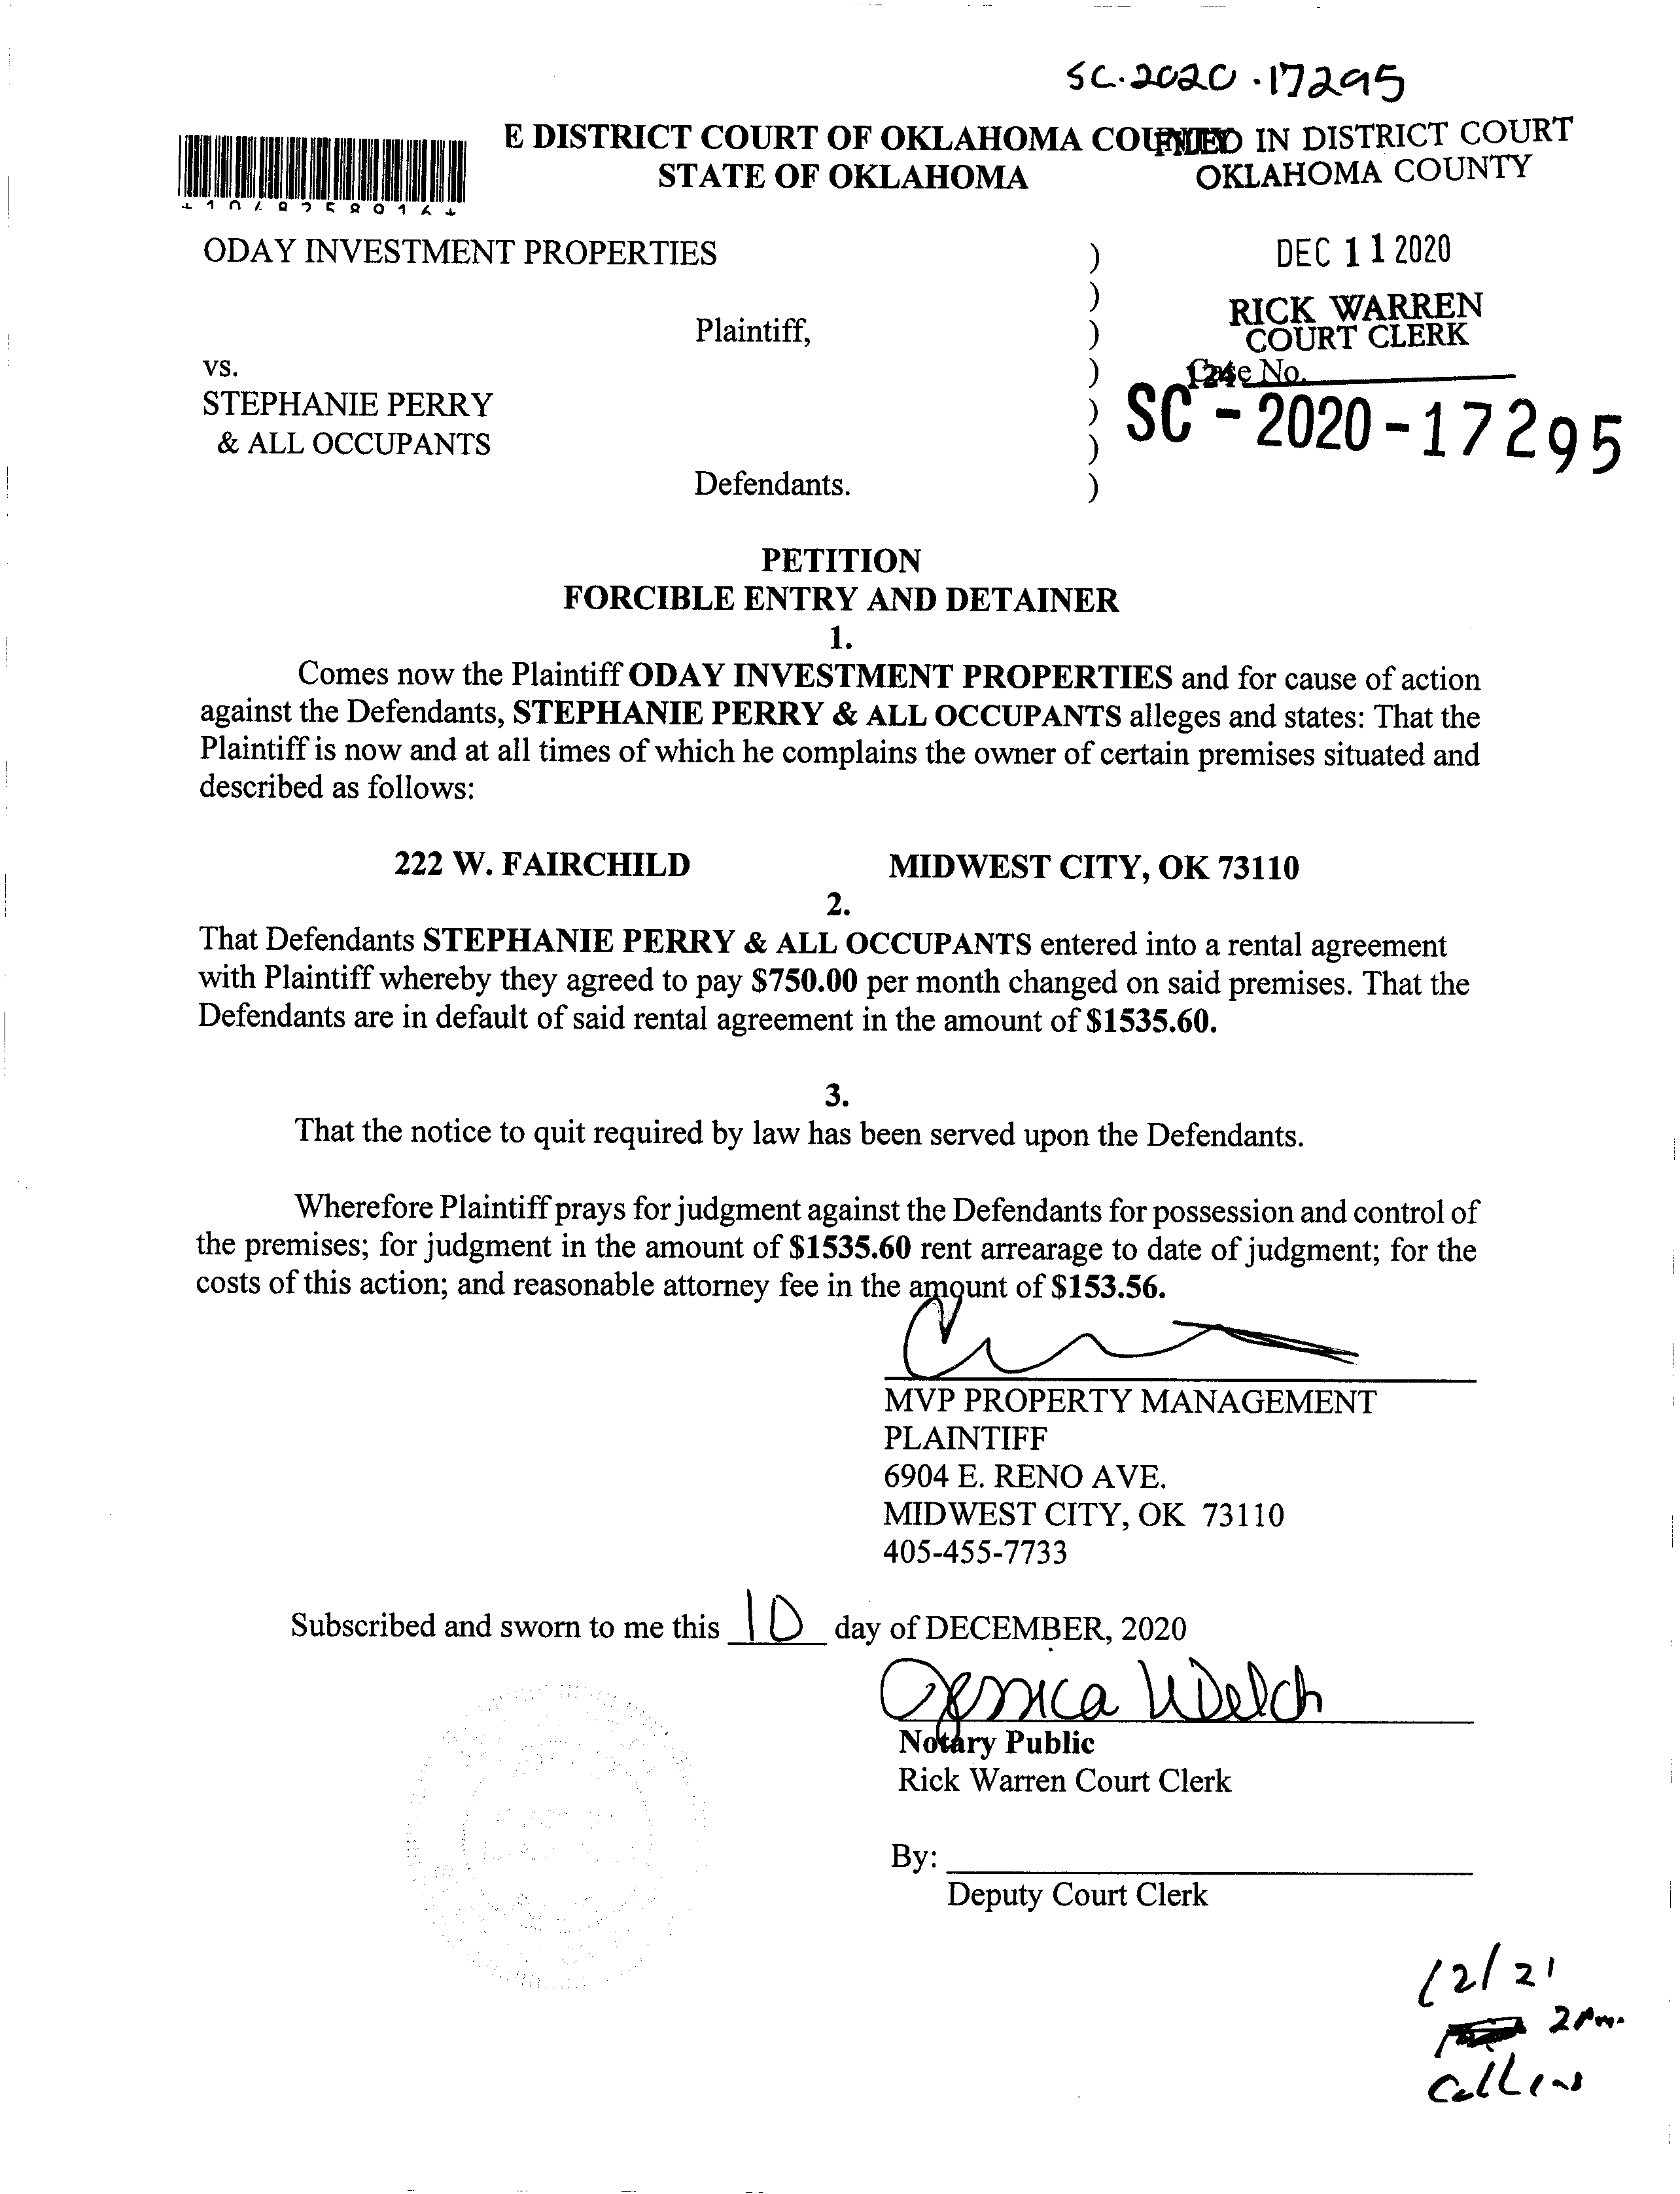 SC.2020.17295
E DISTRICT COURT OF OKLAHOMA COUNTY
STATE OF OKLAHOMA
FILED IN DISTRICT COURT
OKLAHOMA COUNTY
DEC 11 2020
RICK WARREN
COURT CLERK
124
ODAY INVESTMENT PROPERTIES )
)
Plaintiff, )
vs. ) Case No.
STEPHANIE PERRY ) SC-2020-17295
& ALL OCCUPANTS )
Defendants. )
PETITION
FORCIBLE ENTRY AND DETAINER
1.
Comes now the Plaintiff ODAY INVESTMENT PROPERTIES and for cause of action
against the Defendants, STEPHANIE PERRY & ALL OCCUPANTS alleges and states: That the
Plaintiff is now and at all times of which he complains the owner of certain premises situated and
described as follows:
222 W. FAIRCHILD MIDWEST CITY, OK 73110
2.
That Defendants STEPHANIE PERRY & ALL OCCUPANTS entered into a rental agreement
with Plaintiff whereby they agreed to pay $750.00 per month changed on said premises. That the
Defendants are in default of said rental agreement in the amount of $1535.60.
3.
That the notice to quit required by law has been served upon the Defendants.
Wherefore Plaintiff prays for judgment against the Defendants for possession and control of
the premises; for judgment in the amount of $1535.60 rent arrearage to date of judgment; for the
costs of this action; and reasonable attorney fee in the amount of $153.56.
MVP PROPERTY MANAGEMENT
PLAINTIFF
6904 E. RENO AVE.
MIDWEST CITY, OK 73110
405-455-7733
Subscribed and sworn to me this 10 day of DECEMBER, 2020
Jessica Welch
Notary Public
Rick Warren Court Clerk
By:
Deputy Court Clerk
12/21
2 Pm.
Collins